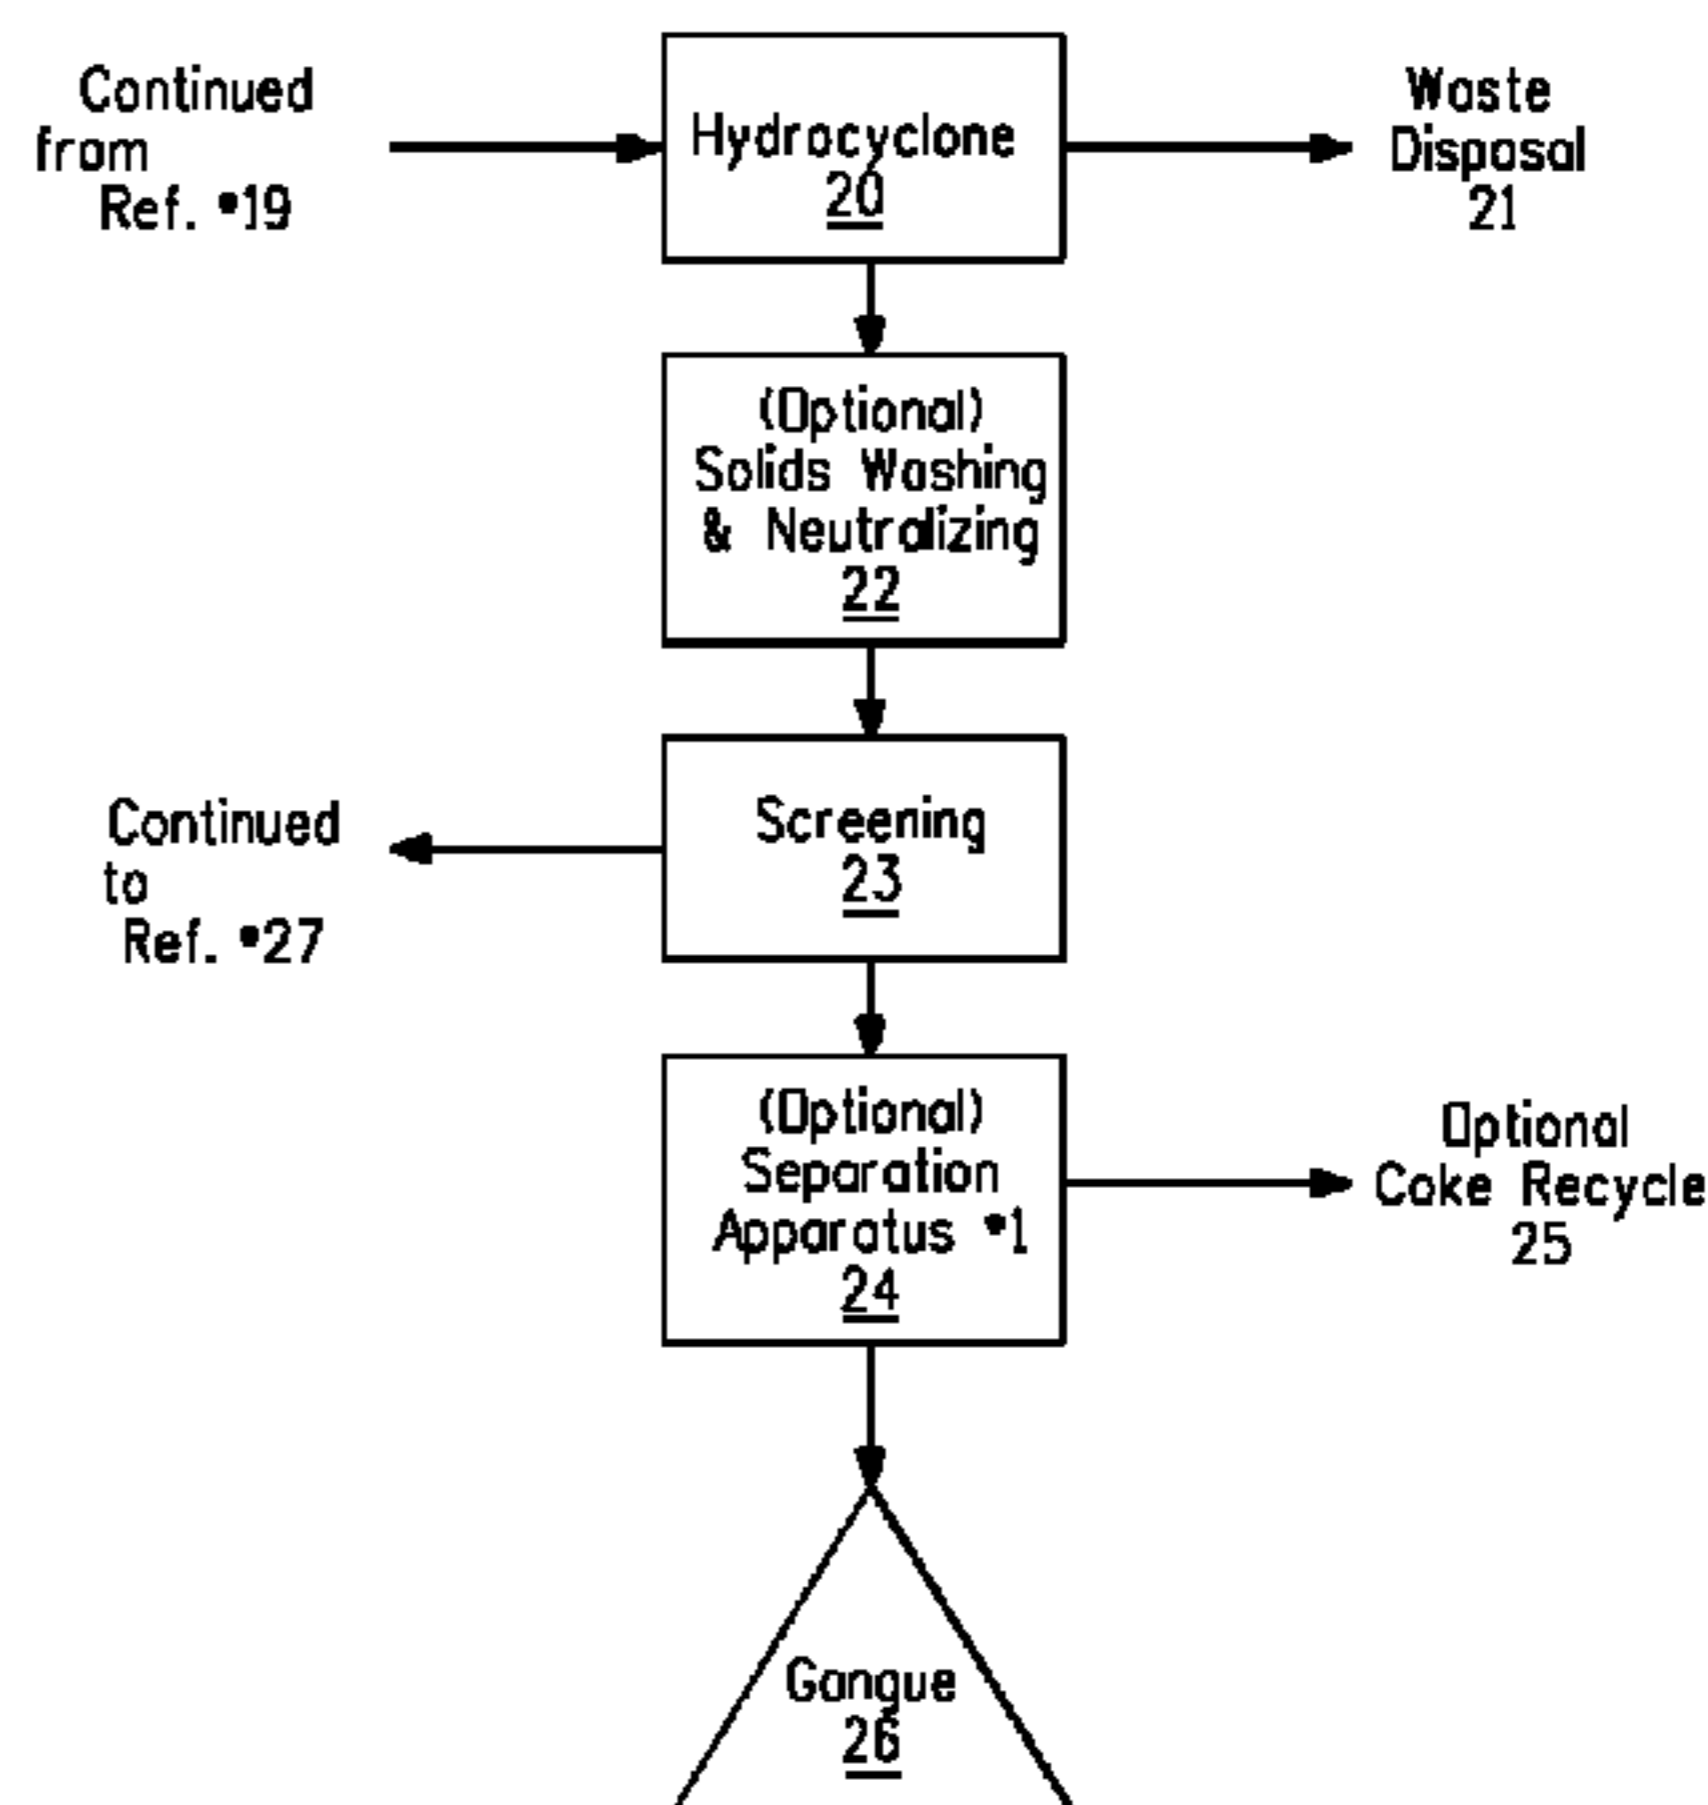 Continued
from
Ref. #19
Hydrocyclone
20
Waste
Disposal
21
(Optional)
Solids Washing
& Neutralizing
22
Continued
to
Ref. #27
Screening
23
(Optional)
Separation
Apparatus #1
24
Optional
Coke Recycle
25
Gangue
26